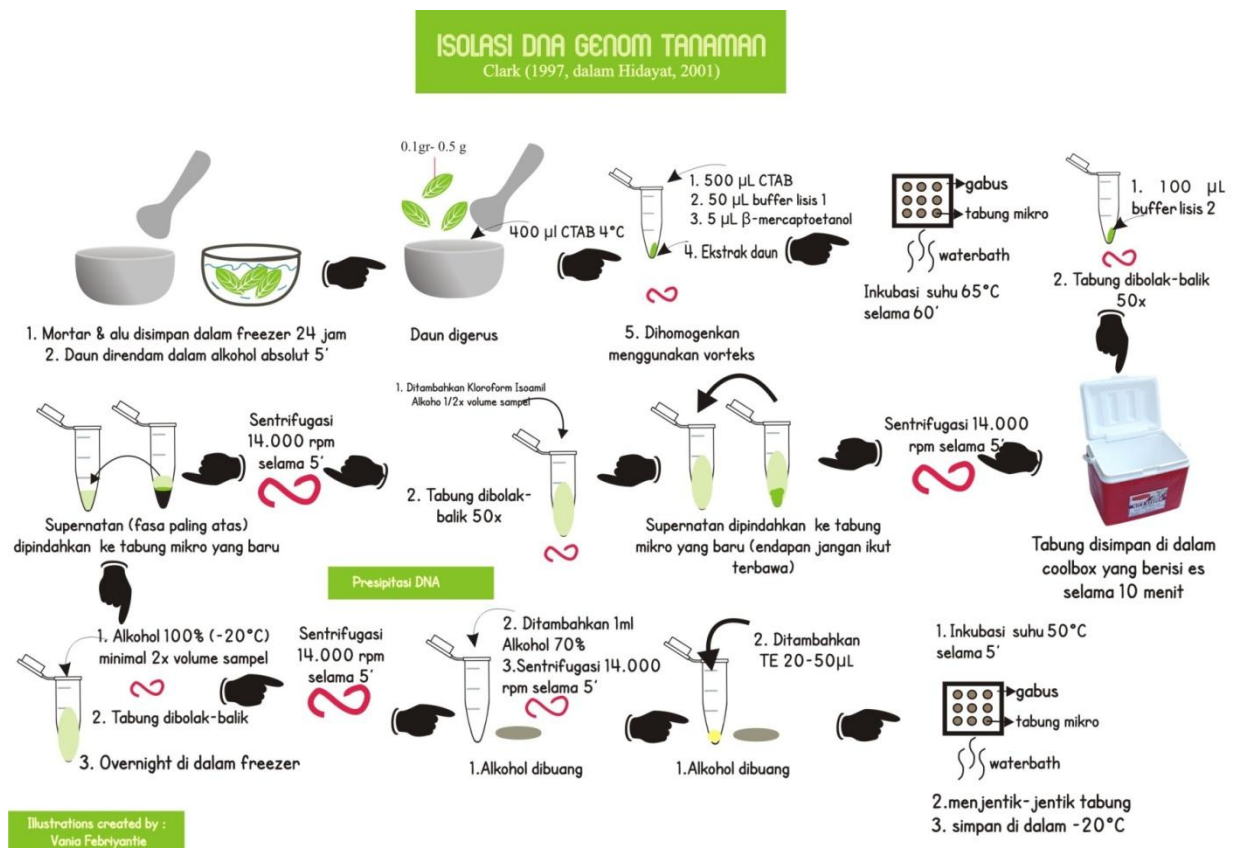 ISOLASI DNA GENOM TANAMAN
Clark (1997, dalam Hidayat, 2001)
1. Mortar & alu disimpan dalam freezer 24 jam
2. Daun direndam dalam alkohol absolut 5'
0.1gr- 0.5 g
400 µl CTAB 4°C
Daun digerus
1. 500 µL CTAB
2. 50 µL buffer lisis 1
3. 5 µL β-mercaptoetanol
4. Ekstrak daun
5. Dihomogenkan
menggunakan vorteks
gabus
tabung mikro
waterbath
Inkubasi suhu 65°C
selama 60'
1. 100 µL
buffer lisis 2
2. Tabung dibolak-balik
50x
Tabung disimpan di dalam
coolbox yang berisi es
selama 10 menit
Sentrifugasi 14.000
rpm selama 5'
Supernatan dipindahkan ke tabung
mikro yang baru (endapan jangan ikut
terbawa)
1. Ditambahkan Kloroform Isoamil
Alkoho 1/2x volume sampel
2. Tabung dibolak-
balik 50x
Sentrifugasi
14.000 rpm
selama 5'
Supernatan (fasa paling atas)
dipindahkan ke tabung mikro yang baru
Presipitasi DNA
1. Alkohol 100% (-20°C)
minimal 2x volume sampel
2. Tabung dibolak-balik
3. Overnight di dalam freezer
Sentrifugasi
14.000 rpm
selama 5'
2. Ditambahkan 1ml
Alkohol 70%
3.Sentrifugasi 14.000
rpm selama 5'
1.Alkohol dibuang
2. Ditambahkan
TE 20-50µL
1.Alkohol dibuang
1. Inkubasi suhu 50°C
selama 5'
gabus
tabung mikro
waterbath
2.menjentik-jentik tabung
3. simpan di dalam -20°C
Illustrations created by :
Vania Febriyantie